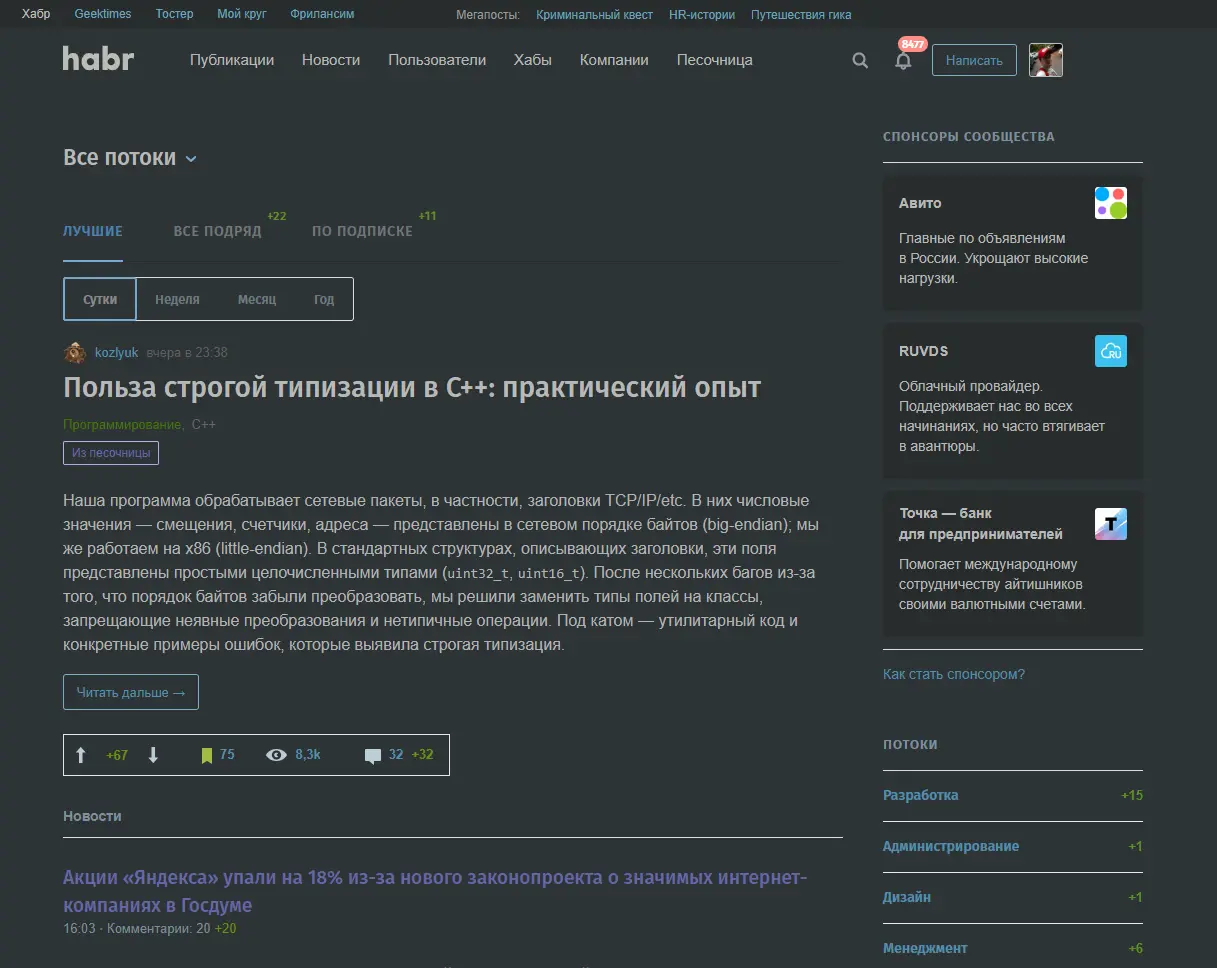 Хабр Geektimes Тостер Мой круг Фрилансим Мегапосты: Криминальный квест HR-истории Путешествия гика
habr Публикации Новости Пользователи Хабы Компании Песочница 8477 Написать
Все потоки
ЛУЧШИЕ ВСЕ ПОДРЯД +22 ПО ПОДПИСКЕ +11
Сутки Неделя Месяц Год
kozlyuk вчера в 23:38
Польза строгой типизации в C++: практический опыт
Программирование, C++
Из песочницы
Наша программа обрабатывает сетевые пакеты, в частности, заголовки TCP/IP/etc. В них числовые
значения — смещения, счетчики, адреса — представлены в сетевом порядке байтов (big-endian); мы
же работаем на x86 (little-endian). В стандартных структурах, описывающих заголовки, эти поля
представлены простыми целочисленными типами (uint32_t, uint16_t). После нескольких багов из-за
того, что порядок байтов забыли преобразовать, мы решили заменить типы полей на классы,
запрещающие неявные преобразования и нетипичные операции. Под катом — утилитарный код и
конкретные примеры ошибок, которые выявила строгая типизация.
Читать дальше →
+67 75 8,3k 32 +32
Новости
Акции «Яндекса» упали на 18% из-за нового законопроекта о значимых интернет-
компаниях в Госдуме
16:03 · Комментарии: 20 +20
СПОНСОРЫ СООБЩЕСТВА
Авито
Главные по объявлениям
в России. Укрощают высокие
нагрузки.
RUVDS
RU
Облачный провайдер.
Поддерживает нас во всех
начинаниях, но часто втягивает
в авантюры.
Точка — банк
для предпринимателей
Т
Помогает международному
сотрудничеству айтишников
своими валютными счетами.
Как стать спонсором?
ПОТОКИ
Разработка +15
Администрирование +1
Дизайн +1
Менеджмент +6